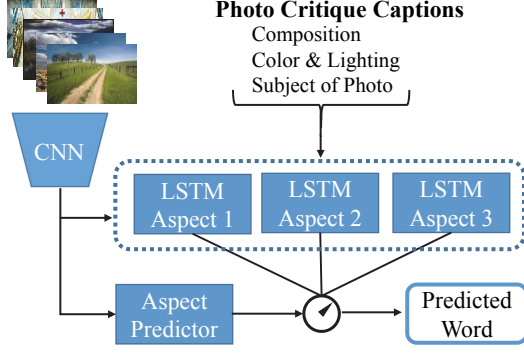 Photo Critique Captions
Composition
Color & Lighting
Subject of Photo
CNN
LSTM
Aspect 1
LSTM
Aspect 2
LSTM
Aspect 3
Aspect
Predictor
Predicted
Word